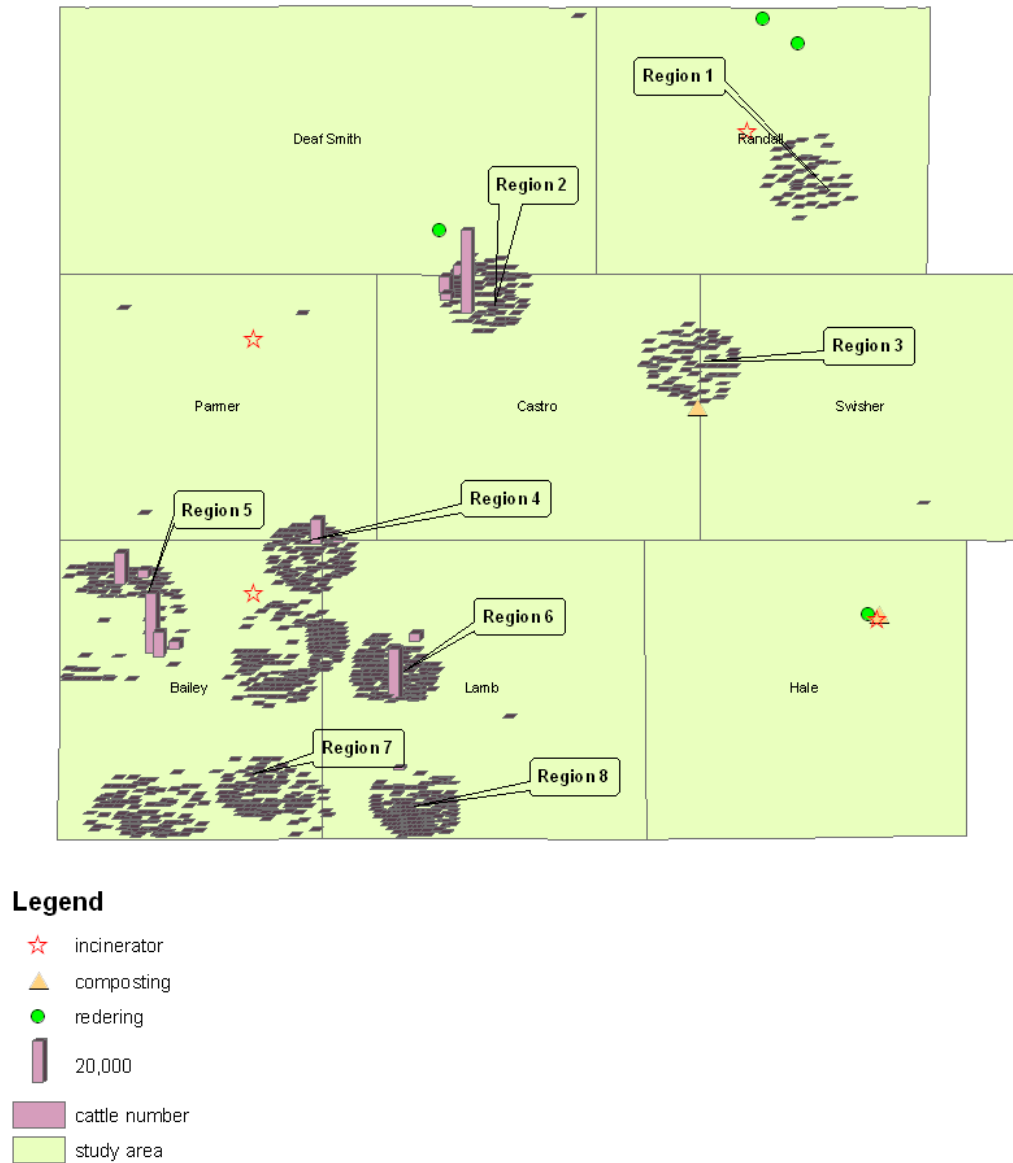 Region 1
Deaf Smith
Randall
Region 2
Region 3
Parmer
Castro
Swisher
Region 4
Region 5
Region 6
Bailey
Lamb
Hale
Region 7
Region 8
Legend
incinerator
composting
redering
20,000
cattle number
study area